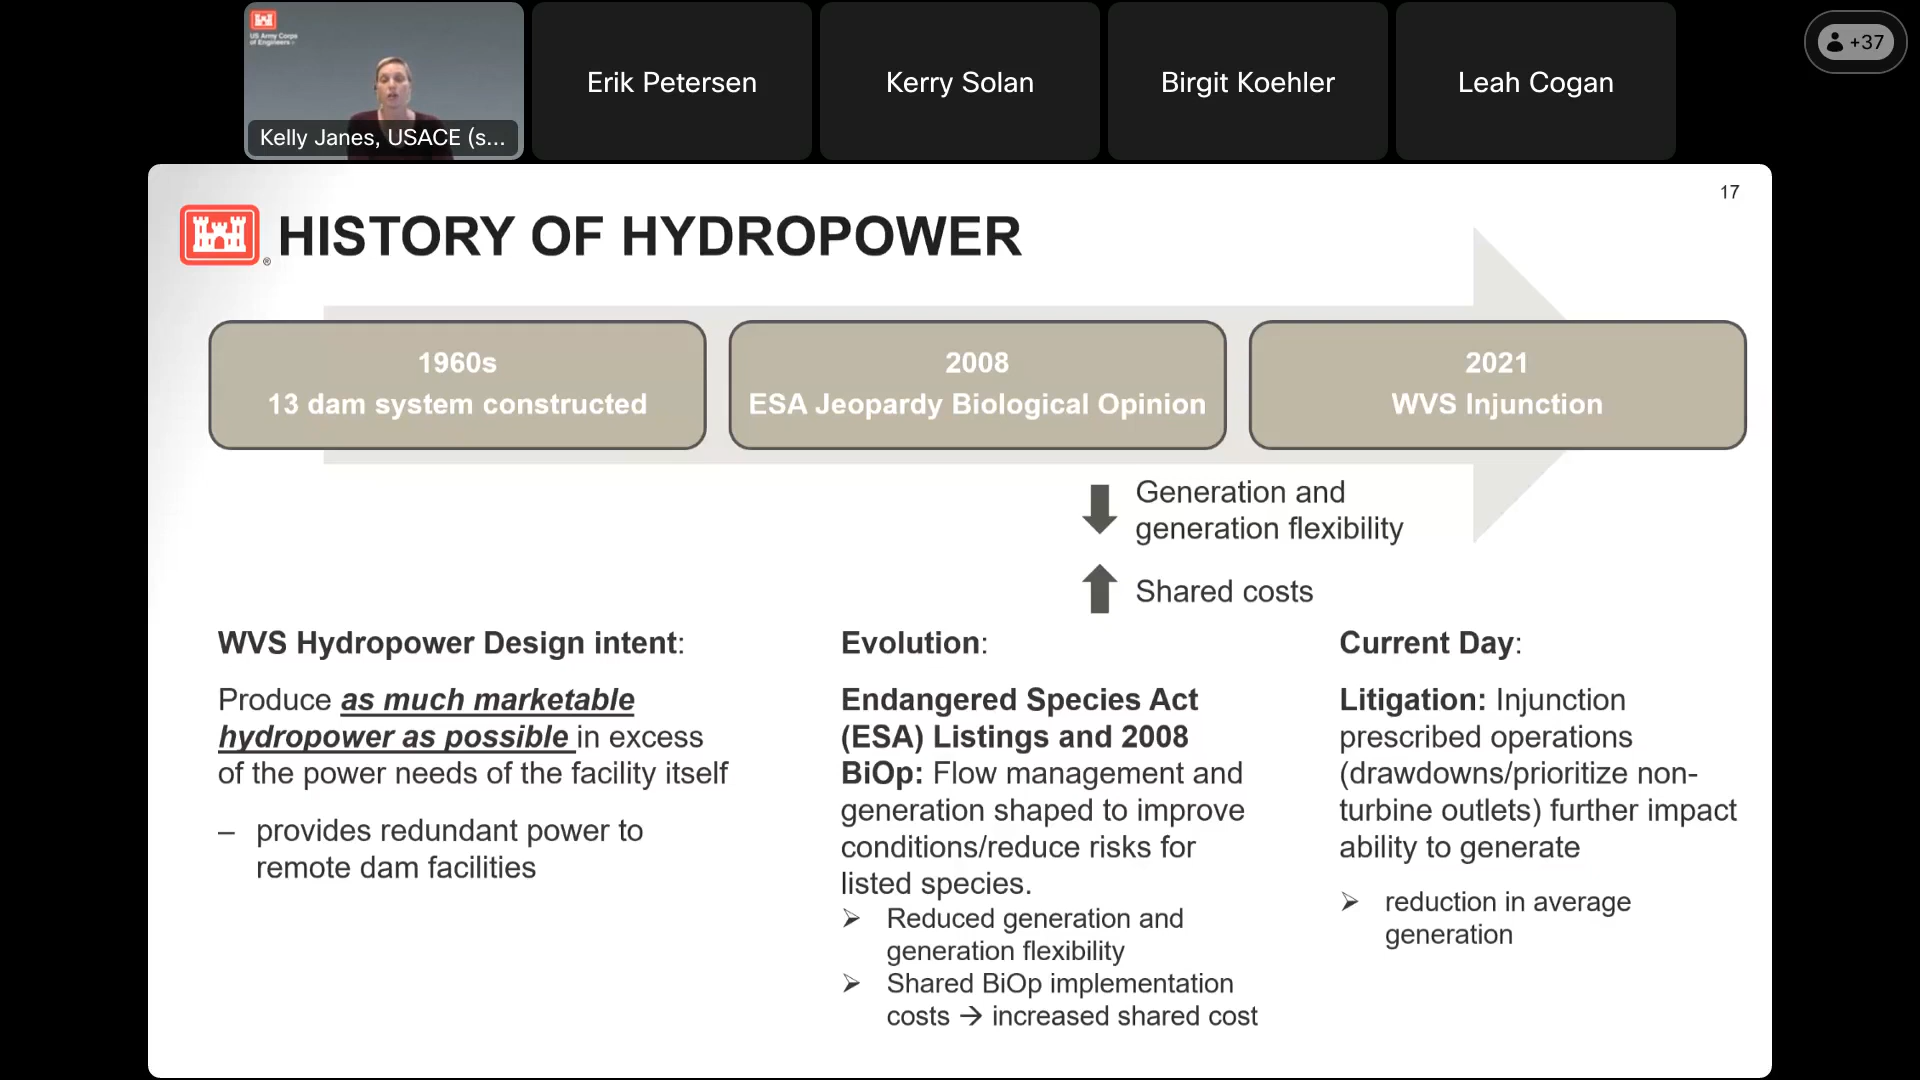 US Army Corps
of Engineers
Kelly Janes, USACE (s...
Erik Petersen
Kerry Solan
Birgit Koehler
Leah Cogan
+37
17
HISTORY OF HYDROPOWER
®
1960s
13 dam system constructed
2008
ESA Jeopardy Biological Opinion
2021
WVS Injunction
Generation and
generation flexibility
Shared costs
WVS Hydropower Design intent:
Produce as much marketable
hydropower as possible in excess
of the power needs of the facility itself
– provides redundant power to
remote dam facilities
Evolution:
Endangered Species Act
(ESA) Listings and 2008
BiOp: Flow management and
generation shaped to improve
conditions/reduce risks for
listed species.
➢ Reduced generation and
generation flexibility
➢ Shared BiOp implementation
costs → increased shared cost
Current Day:
Litigation: Injunction
prescribed operations
(drawdowns/prioritize non-
turbine outlets) further impact
ability to generate
➢ reduction in average
generation